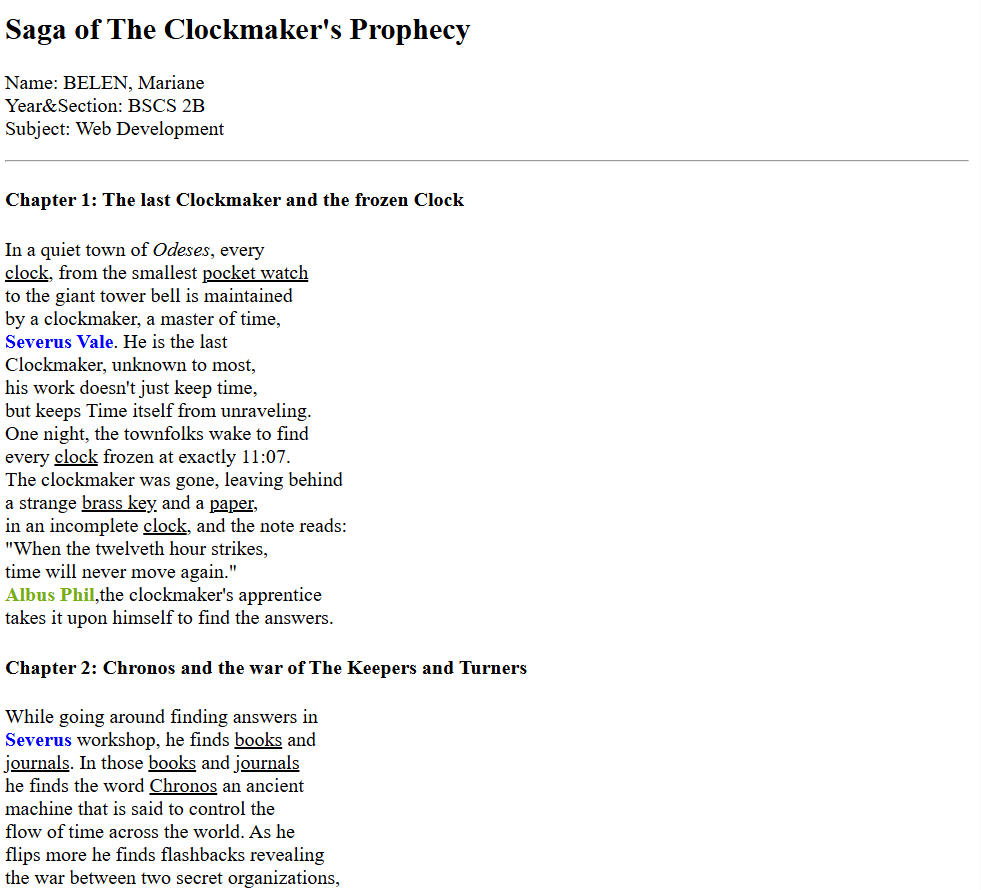 Saga of The Clockmaker's Prophecy
Name: BELEN, Mariane
Year&Section: BSCS 2B
Subject: Web Development
Chapter 1: The last Clockmaker and the frozen Clock
In a quiet town of Odeses, every
clock, from the smallest pocket watch
to the giant tower bell is maintained
by a clockmaker, a master of time,
Severus Vale. He is the last
Clockmaker, unknown to most,
his work doesn't just keep time,
but keeps Time itself from unraveling.
One night, the townfolks wake to find
every clock frozen at exactly 11:07.
The clockmaker was gone, leaving behind
a strange brass key and a paper,
in an incomplete clock, and the note reads:
"When the twelveth hour strikes,
time will never move again."
Albus Phil,the clockmaker's apprentice
takes it upon himself to find the answers.
Chapter 2: Chronos and the war of The Keepers and Turners
While going around finding answers in
Severus workshop, he finds books and
journals. In those books and journals
he finds the word Chronos an ancient
machine that is said to control the
flow of time across the world. As he
flips more he finds flashbacks revealing
the war between two secret organizations,